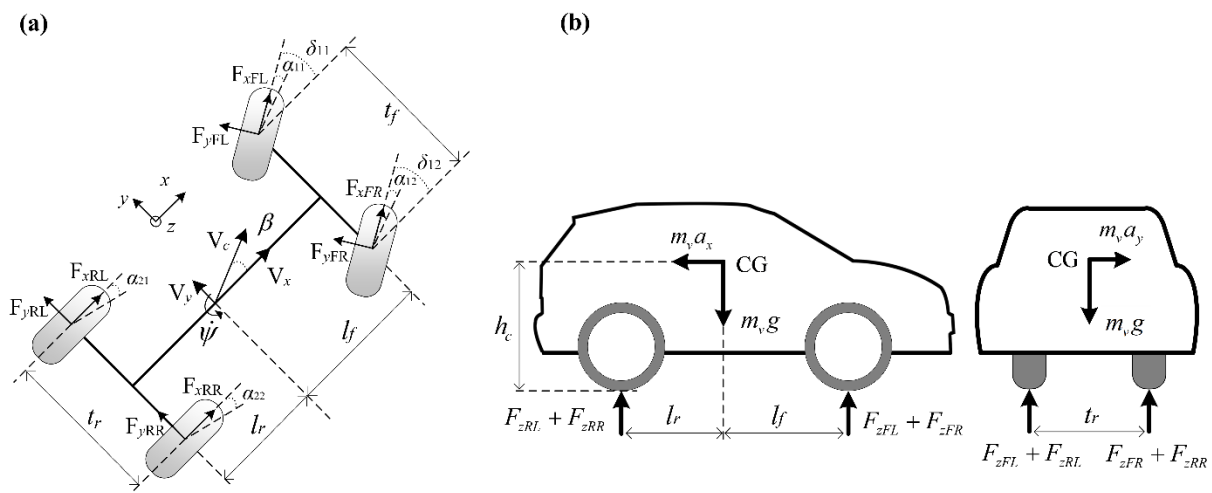 (a)
δ11
α11
FxFL
tf
FyFL
δ12
α12
FxFR
FyFR
x
y
z
β
Vc
Vx
FxRL
α21
Vy
FyRL
ψ̇
lf
FxRR
α22
FyRR
tr
lr
(b)
mvax
CG
hc
mvg
FzRL + FzRR
lr
lf
FzFL + FzFR
mvay
CG
mvg
tr
FzFL + FzRL
FzFR + FzRR